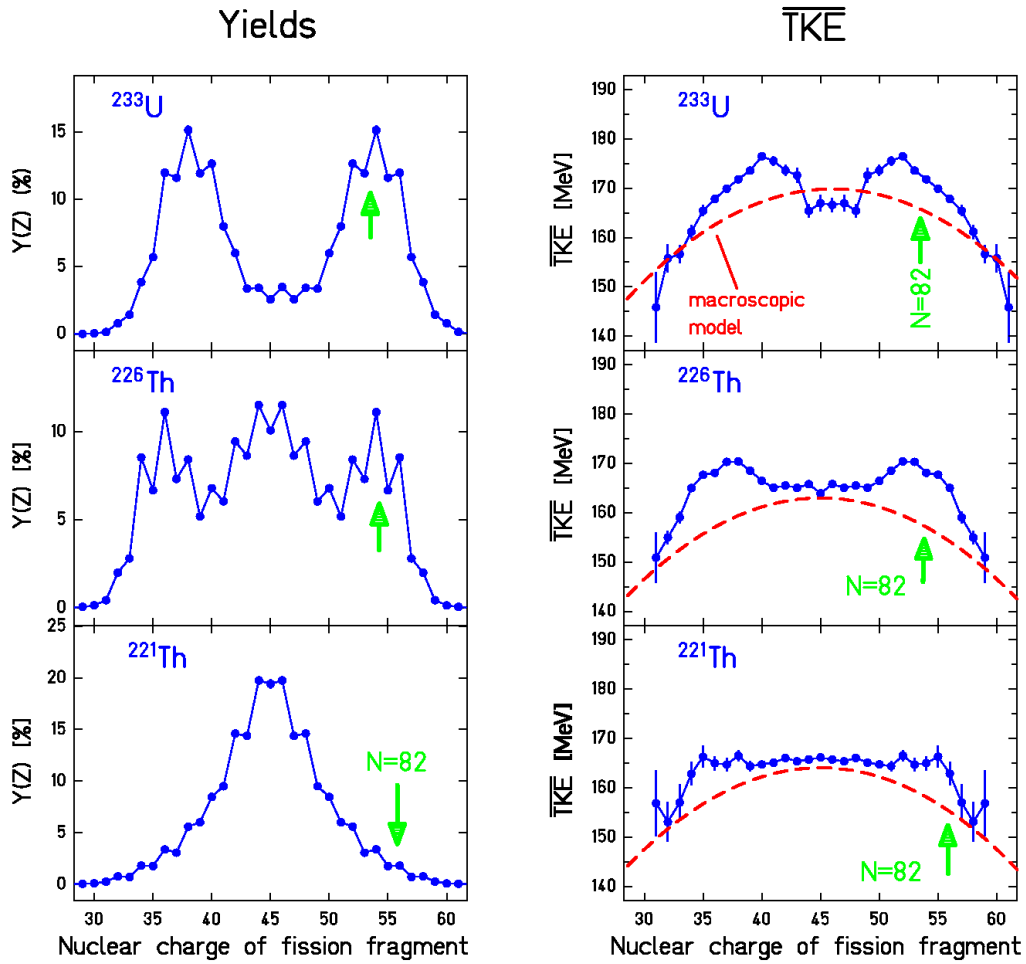 Yields
Y(Z) (%)
15
10
5
0
²³³U
Y(Z) [%]
10
5
0
²²⁶Th
Y(Z) [%]
25
20
15
10
5
0
²²¹Th
N=82
30 35 40 45 50 55 60
Nuclear charge of fission fragment
TKE
TKE [MeV]
190
180
170
160
150
140
²³³U
macroscopic
model
N=82
TKE [MeV]
190
180
170
160
150
140
²²⁶Th
N=82
TKE [MeV]
190
180
170
160
150
140
²²¹Th
N=82
30 35 40 45 50 55 60
Nuclear charge of fission fragment